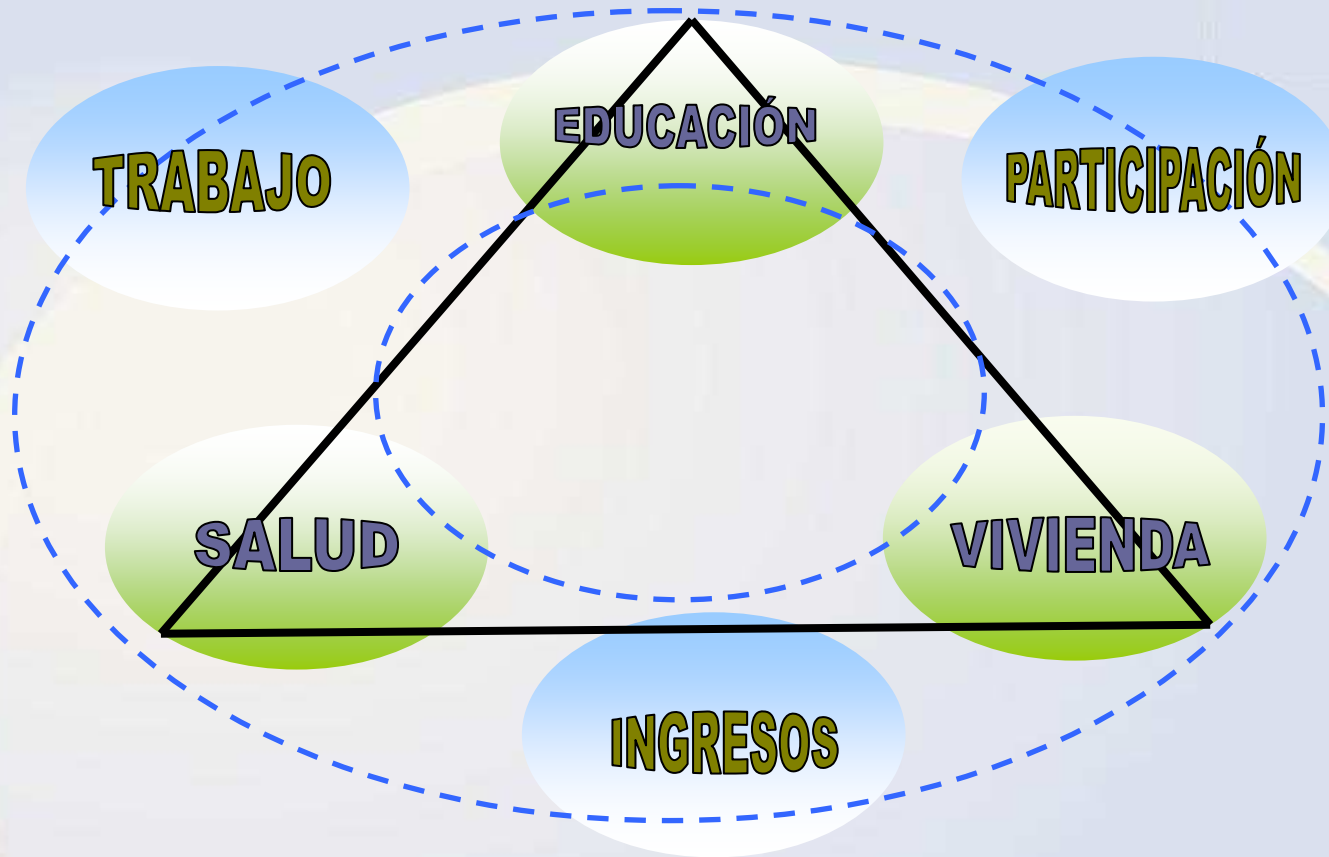 EDUCACIÓN
TRABAJO
PARTICIPACIÓN
SALUD
VIVIENDA
INGRESOS